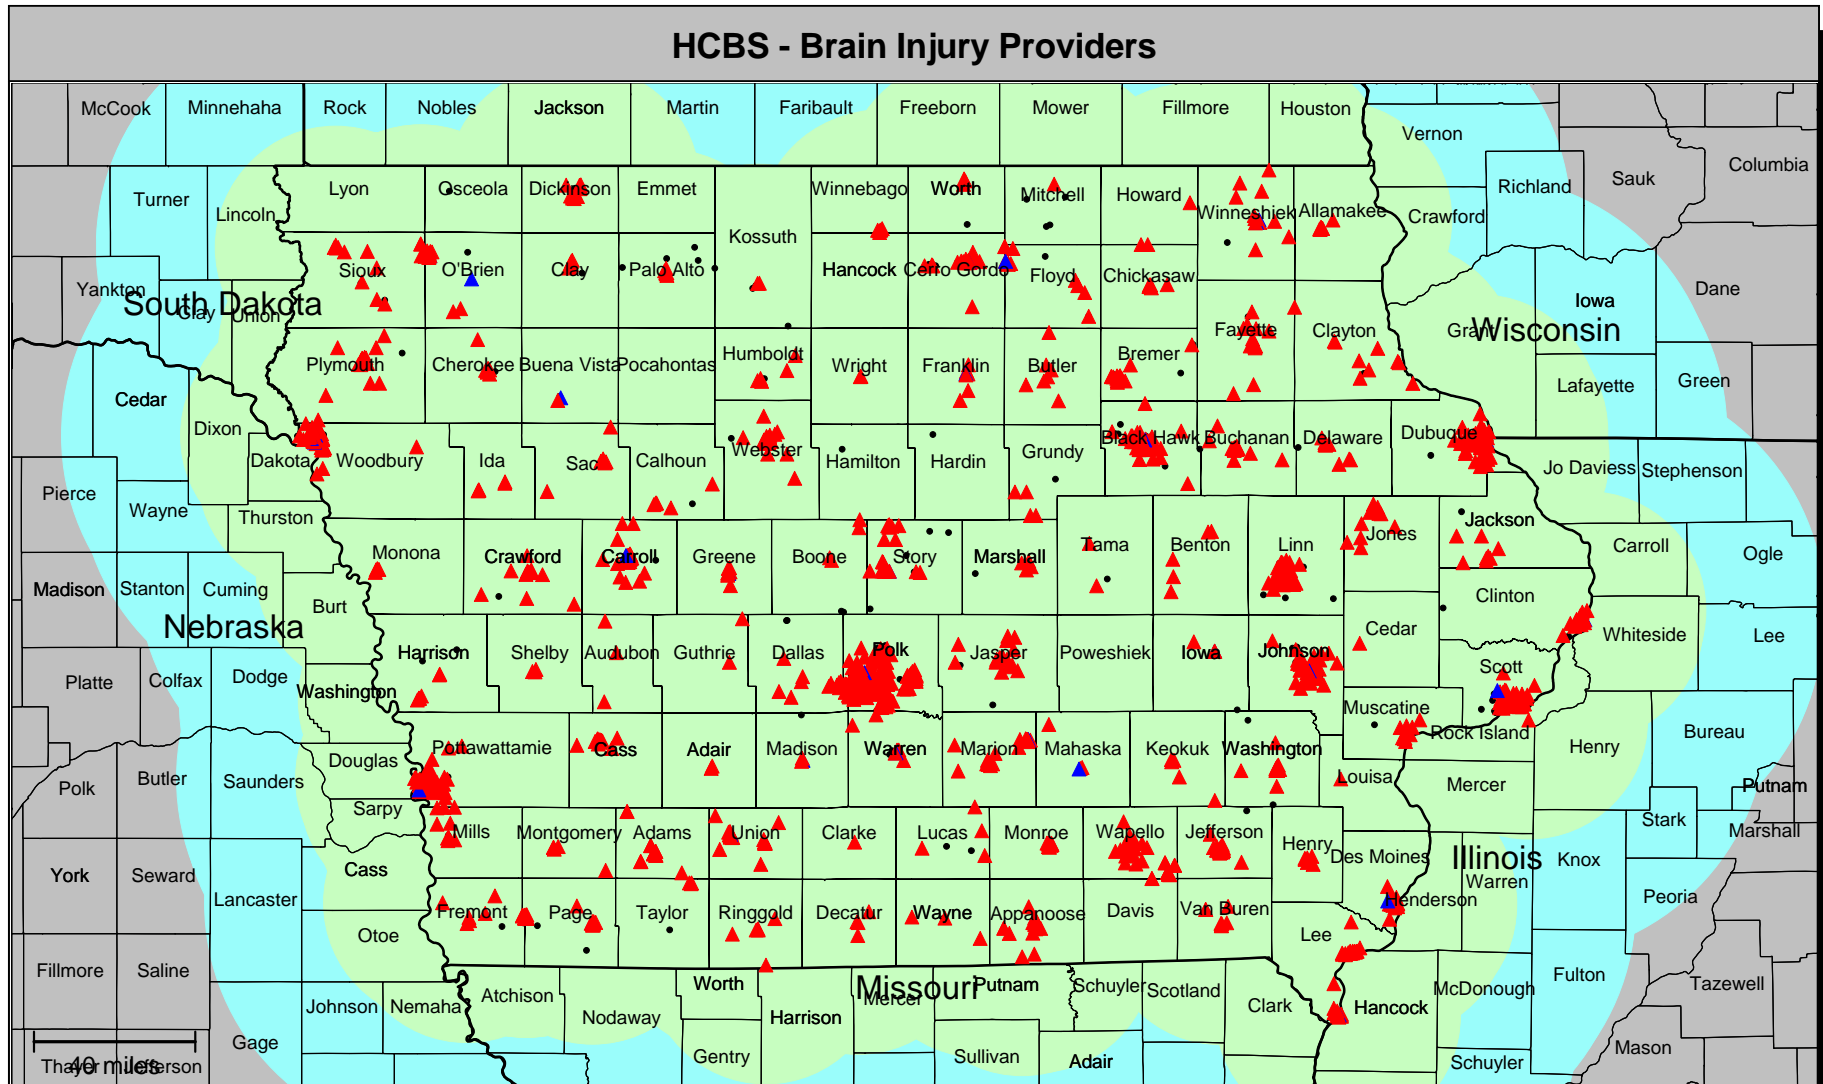 HCBS - Brain Injury Providers
McCook Minnehaha Rock Nobles Jackson Martin Faribault Freeborn Mower Fillmore Houston
Vernon
Columbia
Richland Sauk
Turner Lincoln Lyon Osceola Dickinson Emmet Winnebago Worth Mitchell Howard Winneshiek Allamakee Crawford
Kossuth
Yankton Sioux O'Brien Clay Palo Alto Hancock Cerro Gordo Floyd Chickasaw
Iowa Dane
South Dakota
Clay Union
Fayette Clayton Grant Wisconsin
Plymouth Cherokee Buena Vista Pocahontas Humboldt Wright Franklin Butler Bremer
Lafayette Green
Cedar
Dixon
Dakota Woodbury Ida Sac Calhoun Webster Hamilton Hardin Grundy Black Hawk Buchanan Delaware Dubuque
Jo Daviess Stephenson
Pierce
Wayne
Thurston
Monona Crawford Carroll Greene Boone Story Marshall Tama Benton Linn Jones Jackson
Carroll Ogle
Madison Stanton Cuming
Burt
Clinton
Nebraska
Harrison Shelby Audubon Guthrie Dallas Polk Jasper Poweshiek Iowa Johnson Cedar
Whiteside Lee
Scott
Platte Colfax Dodge
Washington
Muscatine
Rock Island
Douglas Pottawattamie Cass Adair Madison Warren Marion Mahaska Keokuk Washington
Henry Bureau
Polk Butler Saunders
Louisa Mercer Putnam
Sarpy
Mills Montgomery Adams Union Clarke Lucas Monroe Wapello Jefferson Henry
Stark Marshall
Des Moines Illinois Knox
York Seward Cass
Warren
Lancaster
Henderson Peoria
Fremont Page Taylor Ringgold Decatur Wayne Appanoose Davis Van Buren
Otoe
Lee
Fillmore Saline
Fulton
Tazewell
Johnson Nemaha Atchison Worth Missouri Mercer Putnam Schuyler Scotland Clark Hancock McDonough
Nodaway Harrison
Gage
Gentry Sullivan Adair
Schuyler Mason
Thayer Jefferson
40 miles